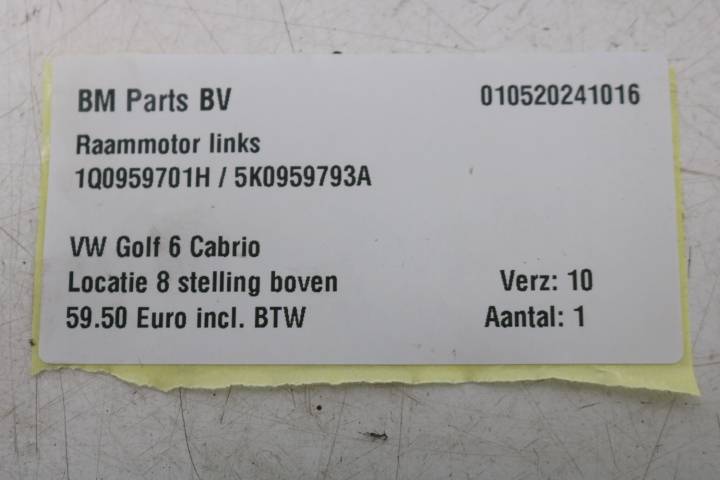 BM Parts BV 010520241016
Raammotor links
1Q0959701H / 5K0959793A
VW Golf 6 Cabrio
Locatie 8 stelling boven Verz: 10
59.50 Euro incl. BTW Aantal: 1